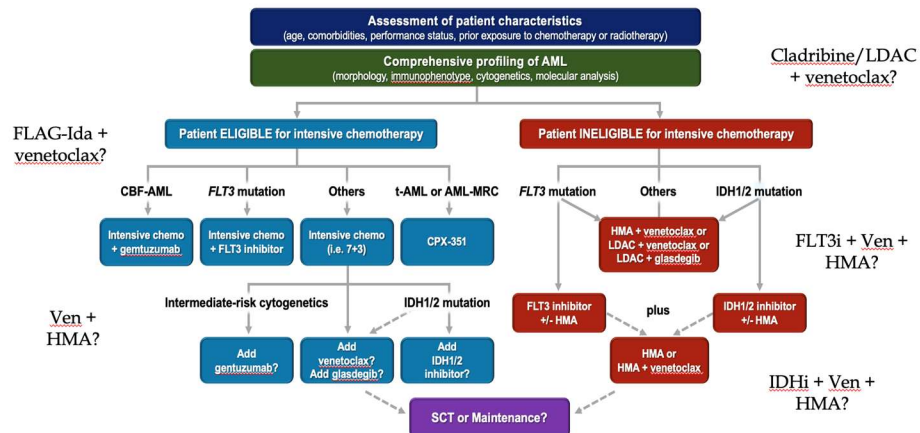 Assessment of patient characteristics
(age, comorbidities, performance status, prior exposure to chemotherapy or radiotherapy)
Comprehensive profiling of AML
(morphology, immunophenotype, cytogenetics, molecular analysis)
Cladribine/LDAC
+ venetoclax?
FLAG-Ida +
venetoclax?
Patient ELIGIBLE for intensive chemotherapy
Patient INELIGIBLE for intensive chemotherapy
CBF-AML
FLT3 mutation
Others
t-AML or AML-MRC
FLT3 mutation
Others
IDH1/2 mutation
Intensive chemo
+ gemtuzumab
Intensive chemo
+ FLT3 inhibitor
Intensive chemo
(i.e. 7+3)
CPX-351
HMA + venetoclax or
LDAC + venetoclax or
LDAC + glasdegib
FLT3i + Ven +
HMA?
Ven +
HMA?
Intermediate-risk cytogenetics
IDH1/2 mutation
FLT3 inhibitor
+/- HMA
plus
IDH1/2 inhibitor
+/- HMA
Add
gentuzumab?
Add
venetoclax?
Add glasdegib?
Add
IDH1/2
inhibitor?
HMA or
HMA + venetoclax
IDHi + Ven +
HMA?
SCT or Maintenance?